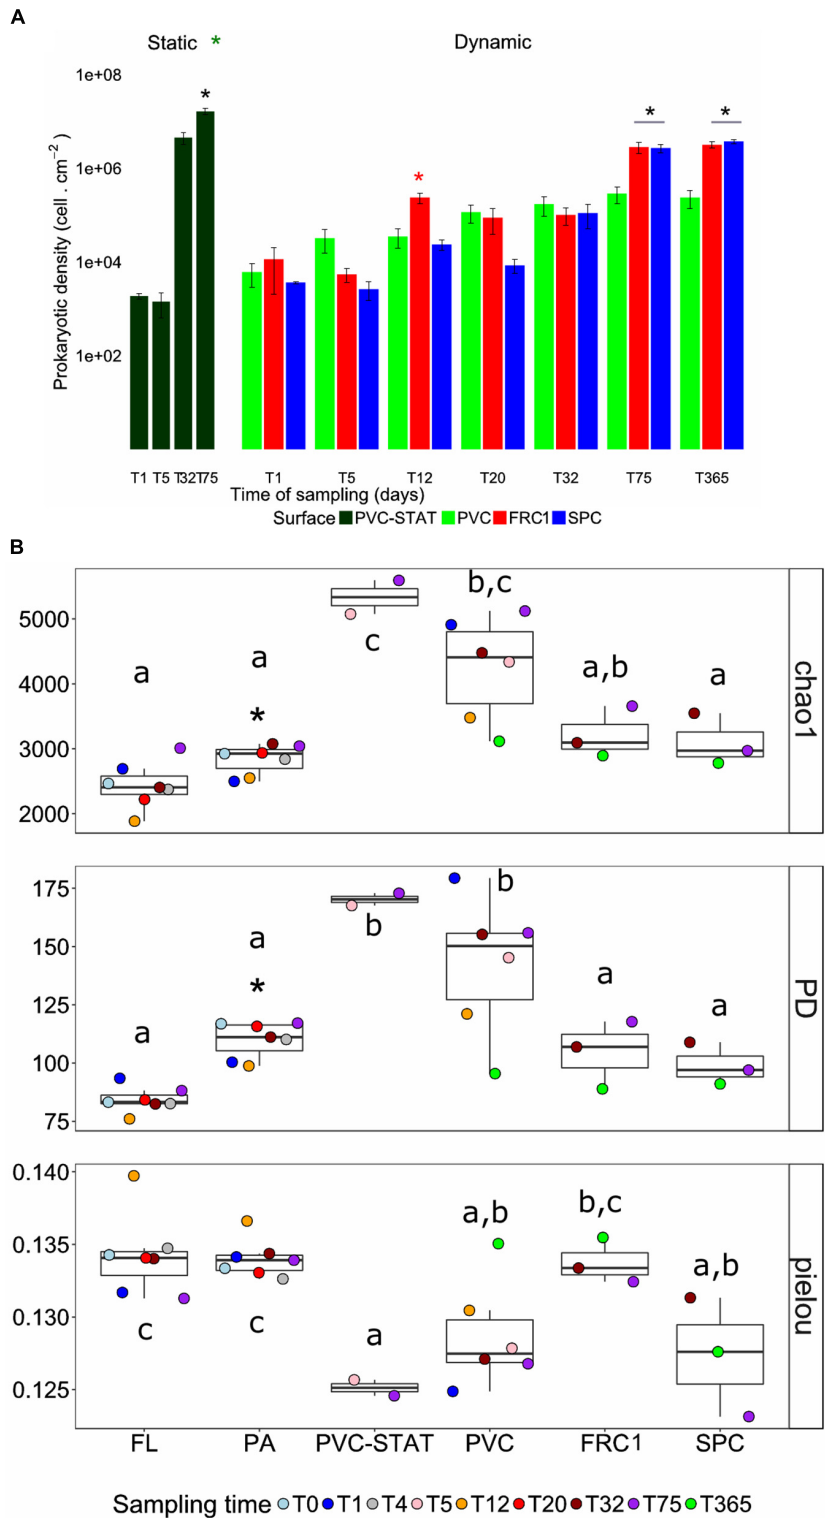 A
Static * Dynamic
Prokaryotic density (cell . cm−2)
1e+08
1e+06
1e+04
1e+02
*
*
*
*
T1 T5 T32 T75 T1 T5 T12 T20 T32 T75 T365
Time of sampling (days)
Surface PVC-STAT PVC FRC1 SPC
B
5000
4000
3000
2000
a
a
*
c
b,c
a,b
a
chao1
175
150
125
100
75
a
a
*
b
b
a
a
PD
0.140
0.135
0.130
0.125
c
c
a
a,b
b,c
a,b
pielou
FL PA PVC-STAT PVC FRC1 SPC
Sampling time T0 T1 T4 T5 T12 T20 T32 T75 T365